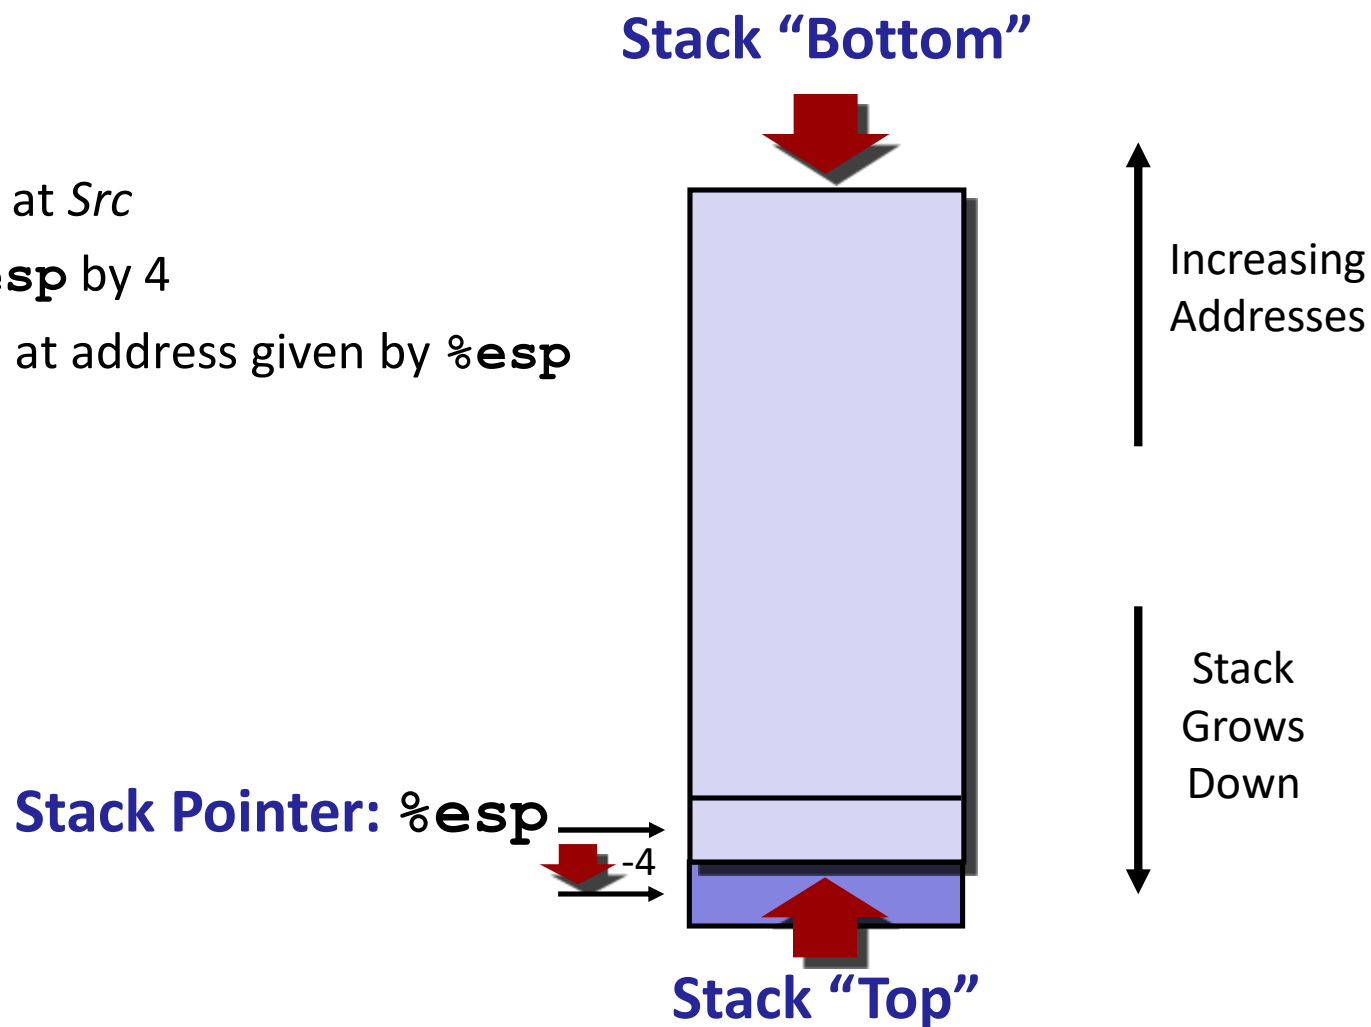 Stack “Bottom”
at Src
esp by 4
at address given by %esp
Increasing
Addresses
Stack
Grows
Down
Stack Pointer: %esp
-4
Stack “Top”